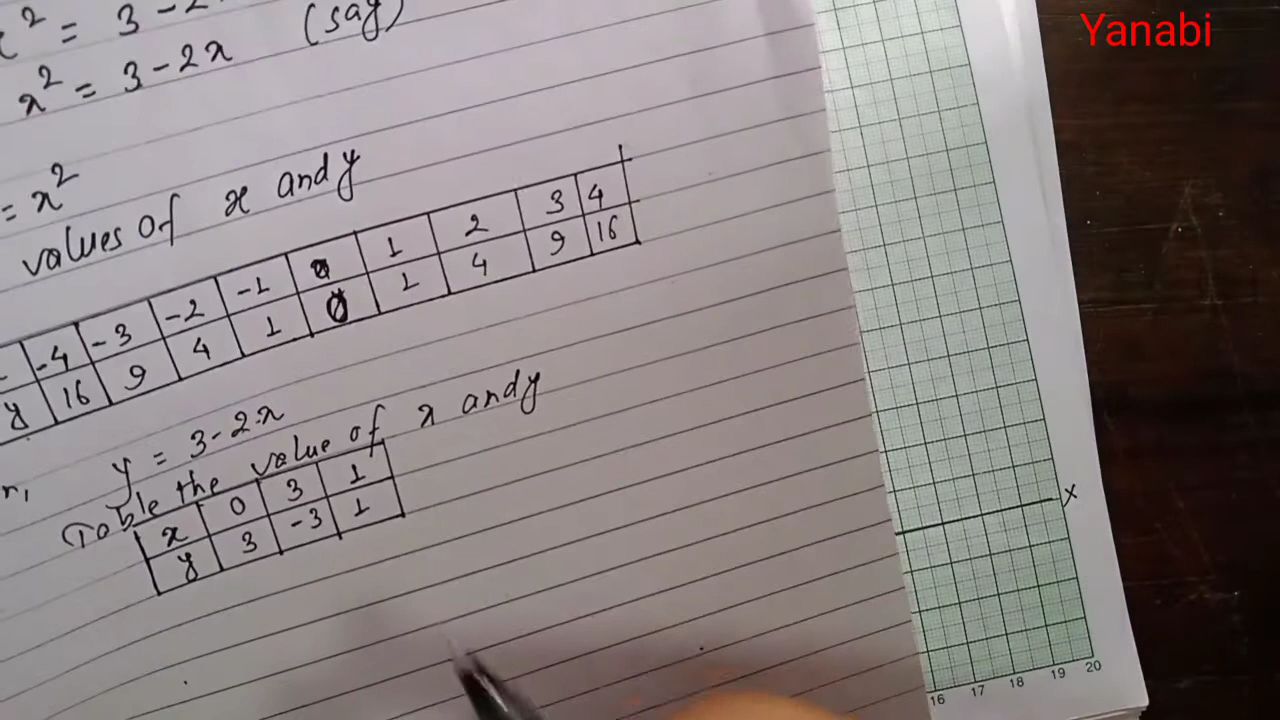 Yanabi
x² = 3 - 2
(say)
x² = 3 - 2x
= x²
values of x and y
-4 -3 -2 -1 0 1 2 3 4
y 16 9 4 1 0 1 4 9 16
y = 3 - 2x
Table the value of x and y
x 0 3 1
y 3 -3 1
X
16 17 18 19 20